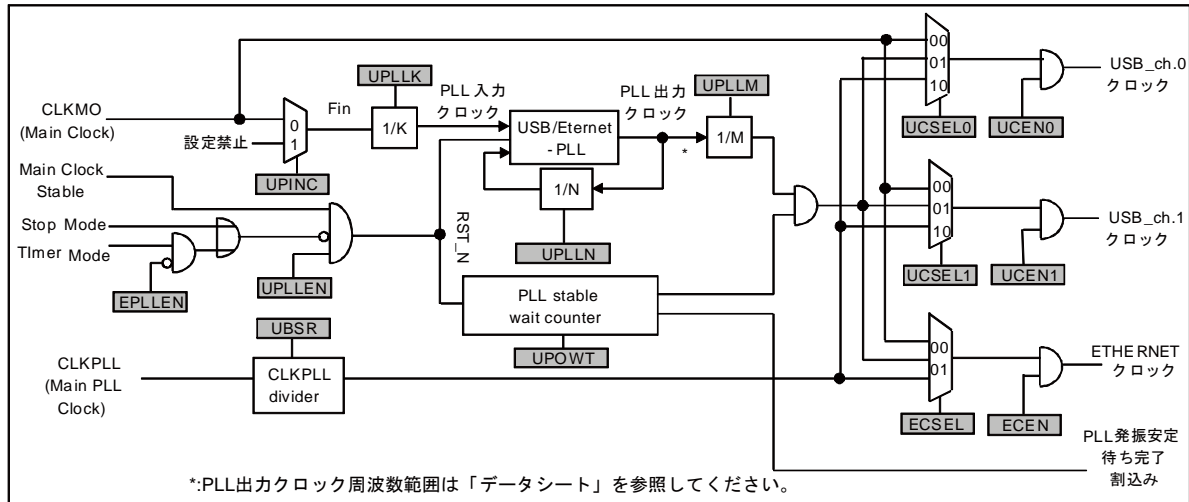 CLKMO
(Main Clock)
設定禁止
Main Clock
Stable
Stop Mode
TImer Mode
EPLLEN
UPINC
0
1
Fin
UPLLK
1/K
PLL 入力
クロック
USB/Eternet
- PLL
1/N
UPLLN
PLL 出力
クロック
*
UPLLM
1/M
UPLLEN
RST_N
PLL stable
wait counter
UPOWT
UBSR
CLKPLL
(Main PLL
Clock)
CLKPLL
divider
00
01
10
UCSEL0
UCEN0
USB_ch.0
クロック
00
01
10
UCSEL1
UCEN1
USB_ch.1
クロック
00
01
ECSEL
ECEN
ETHERNET
クロック
PLL発振安定
待ち完了
割込み
*:PLL出力クロック周波数範囲は「データシート」を参照してください。